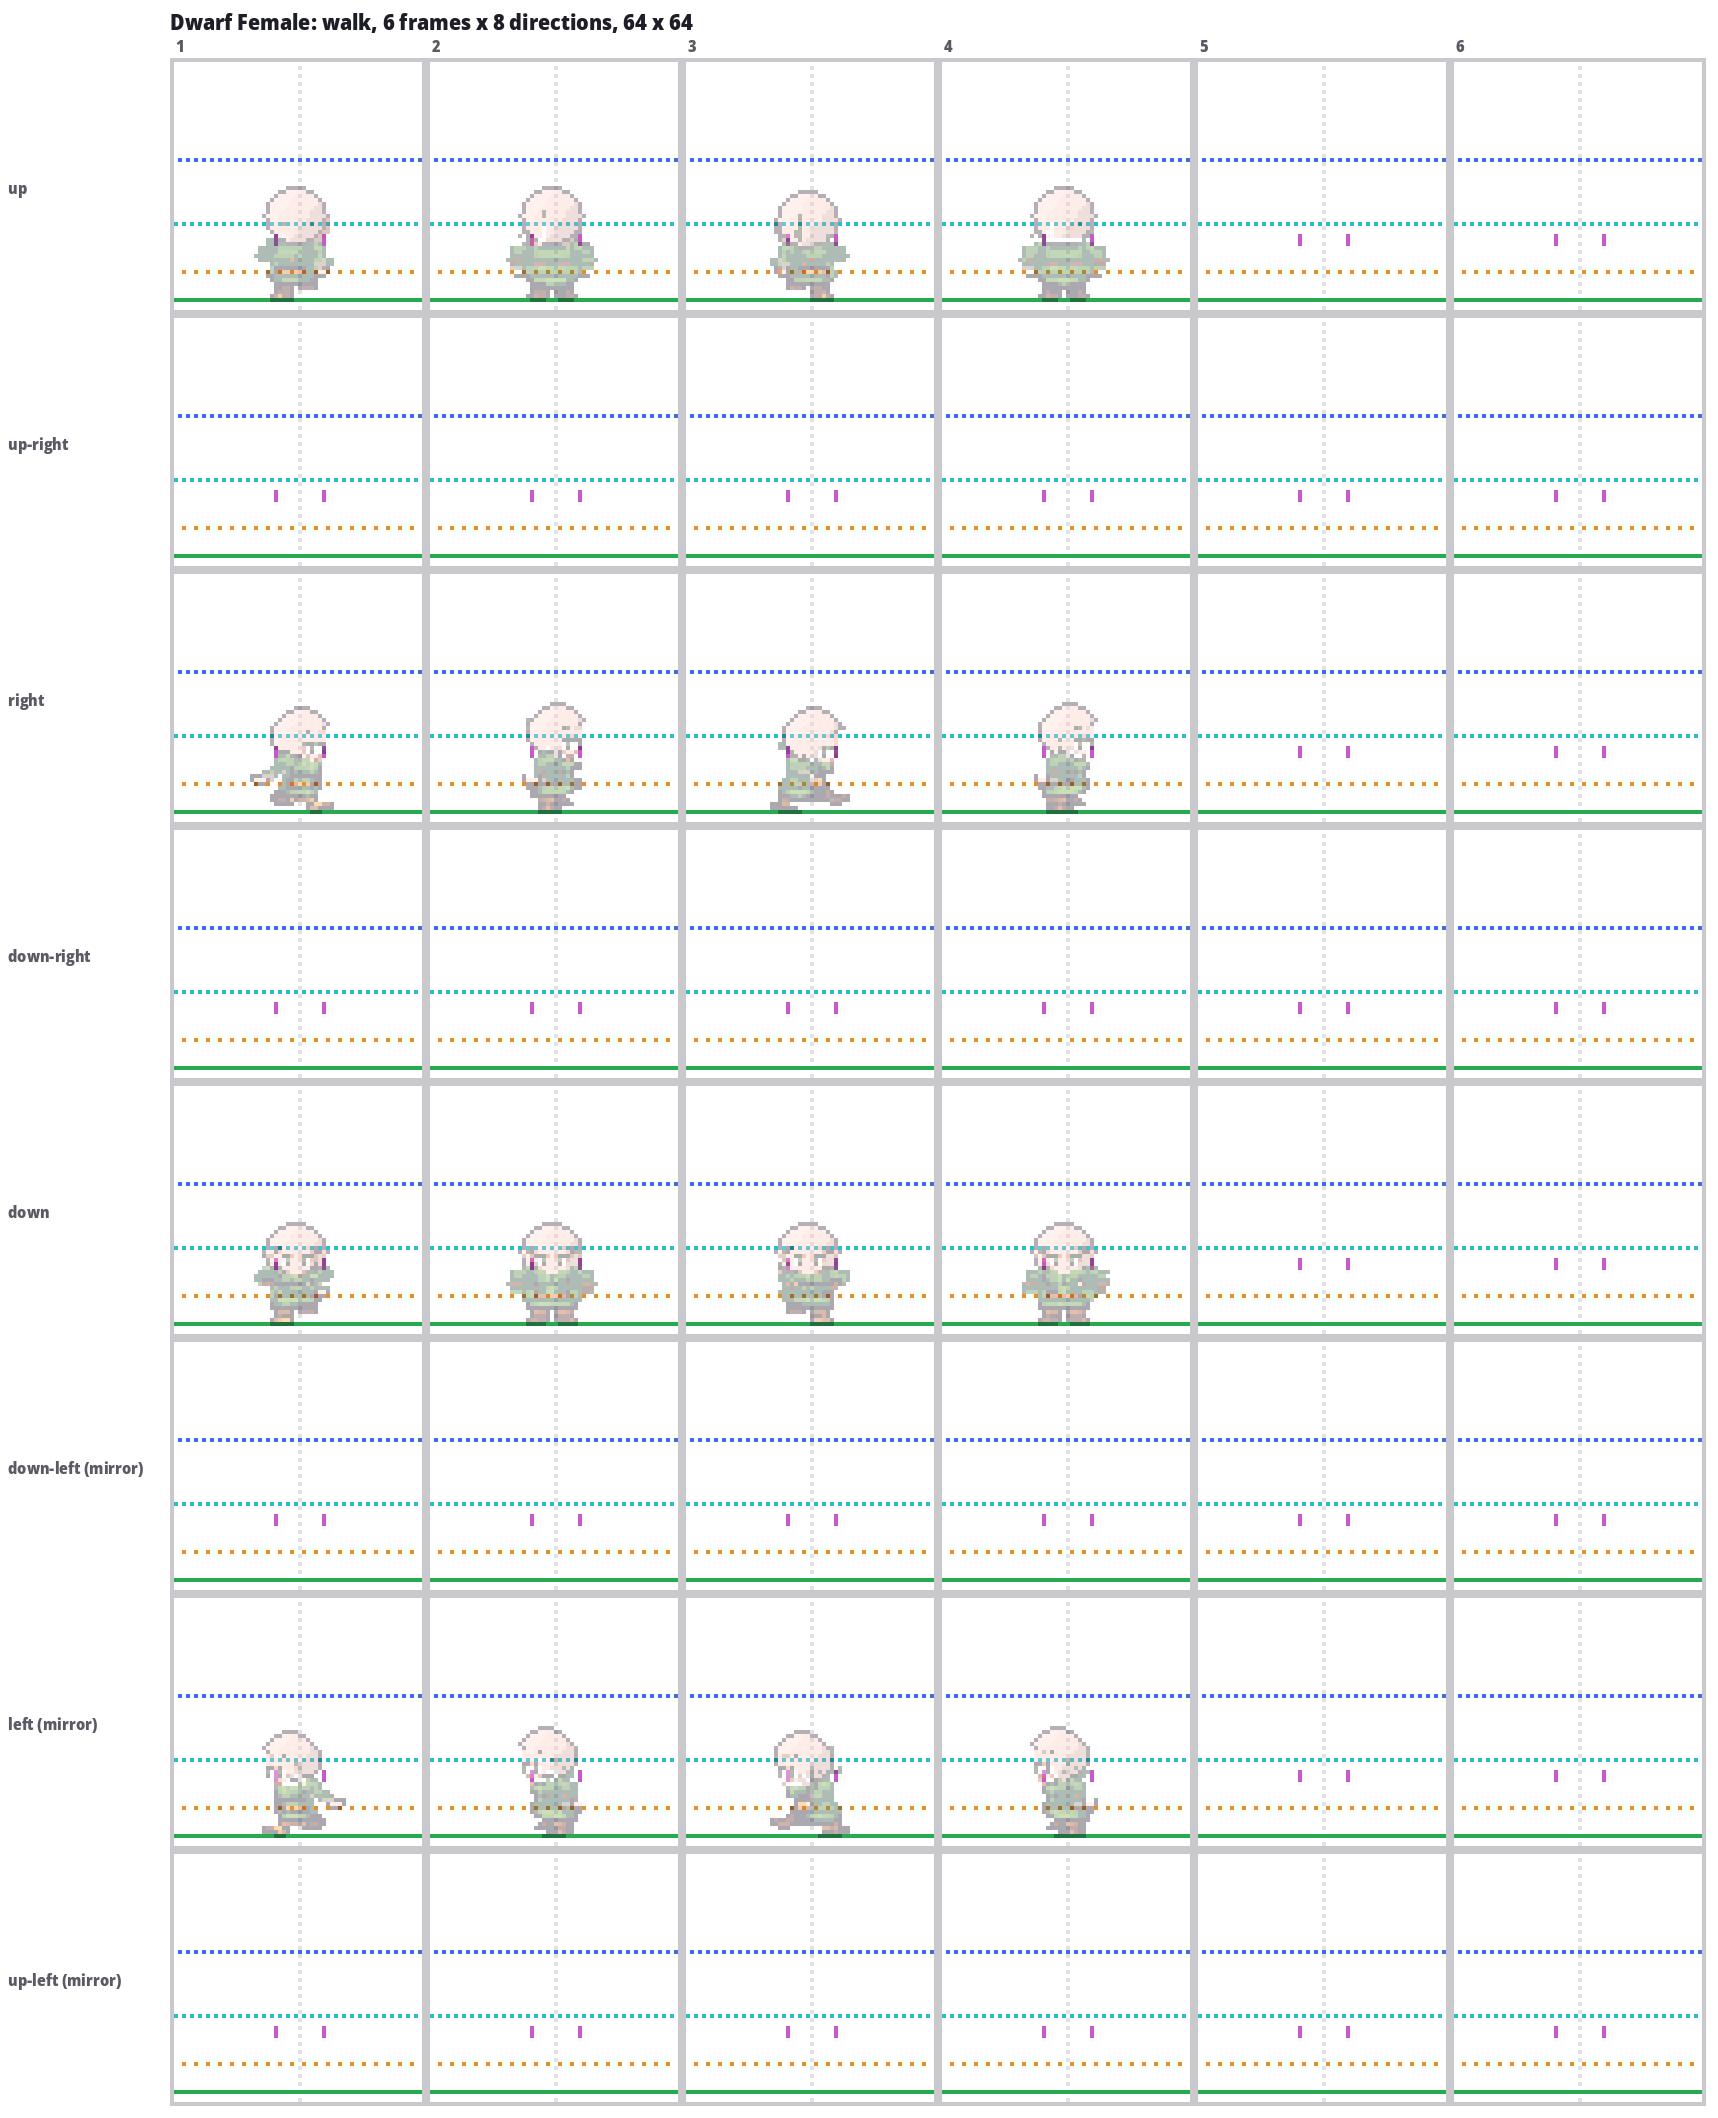 Dwarf Female: walk, 6 frames x 8 directions, 64 x 64
1 2 3 4 5 6
up
up-right
right
down-right
down
down-left (mirror)
left (mirror)
up-left (mirror)